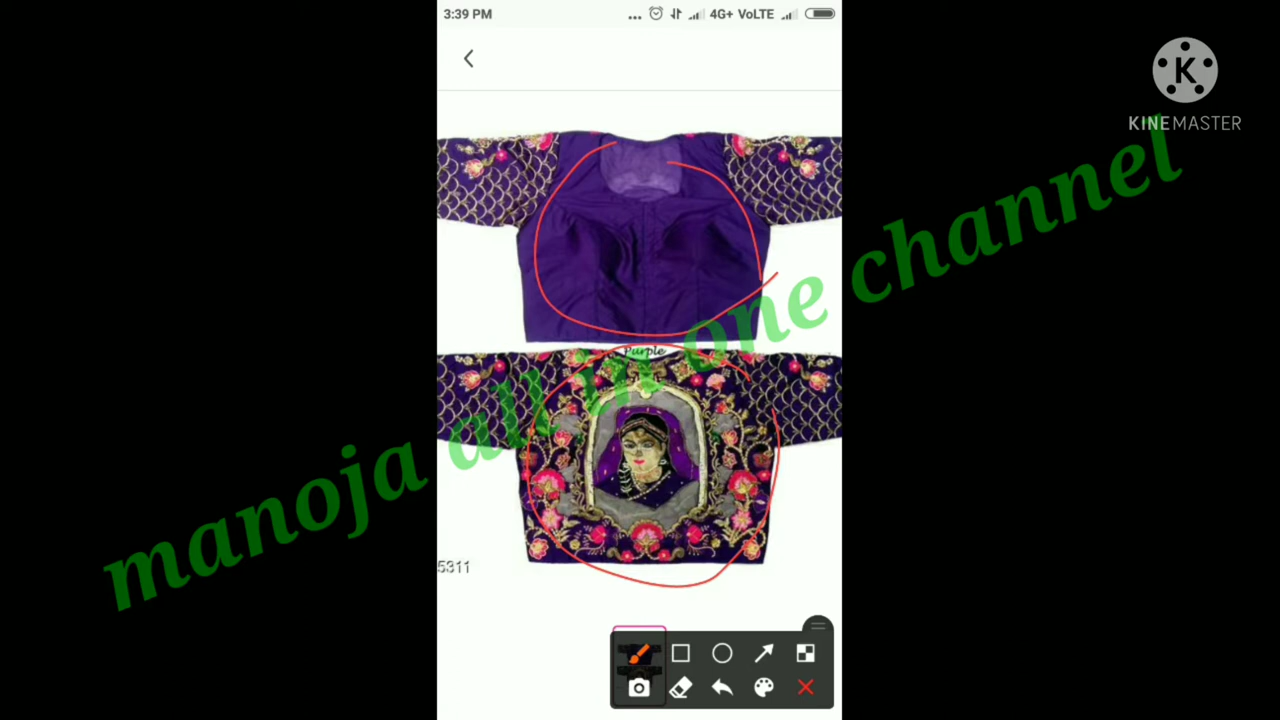 3:39 PM
4G+ VoLTE
K
KINEMASTER
Purple
manoja all in one channel
5311